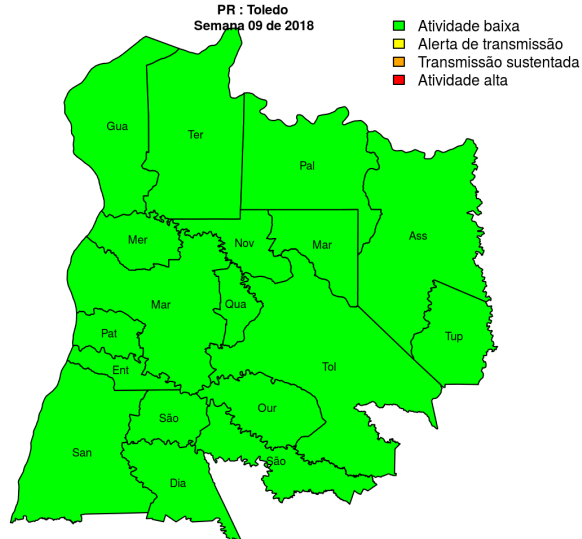 PR : Toledo
Semana 09 de 2018
Atividade baixa
Alerta de transmissão
Transmissão sustentada
Atividade alta
Gua
Ter
Pal
Ass
Mer
Nov
Mar
Mar
Qua
Pat
Tup
Ent
Tol
São
Our
San
São
Dia